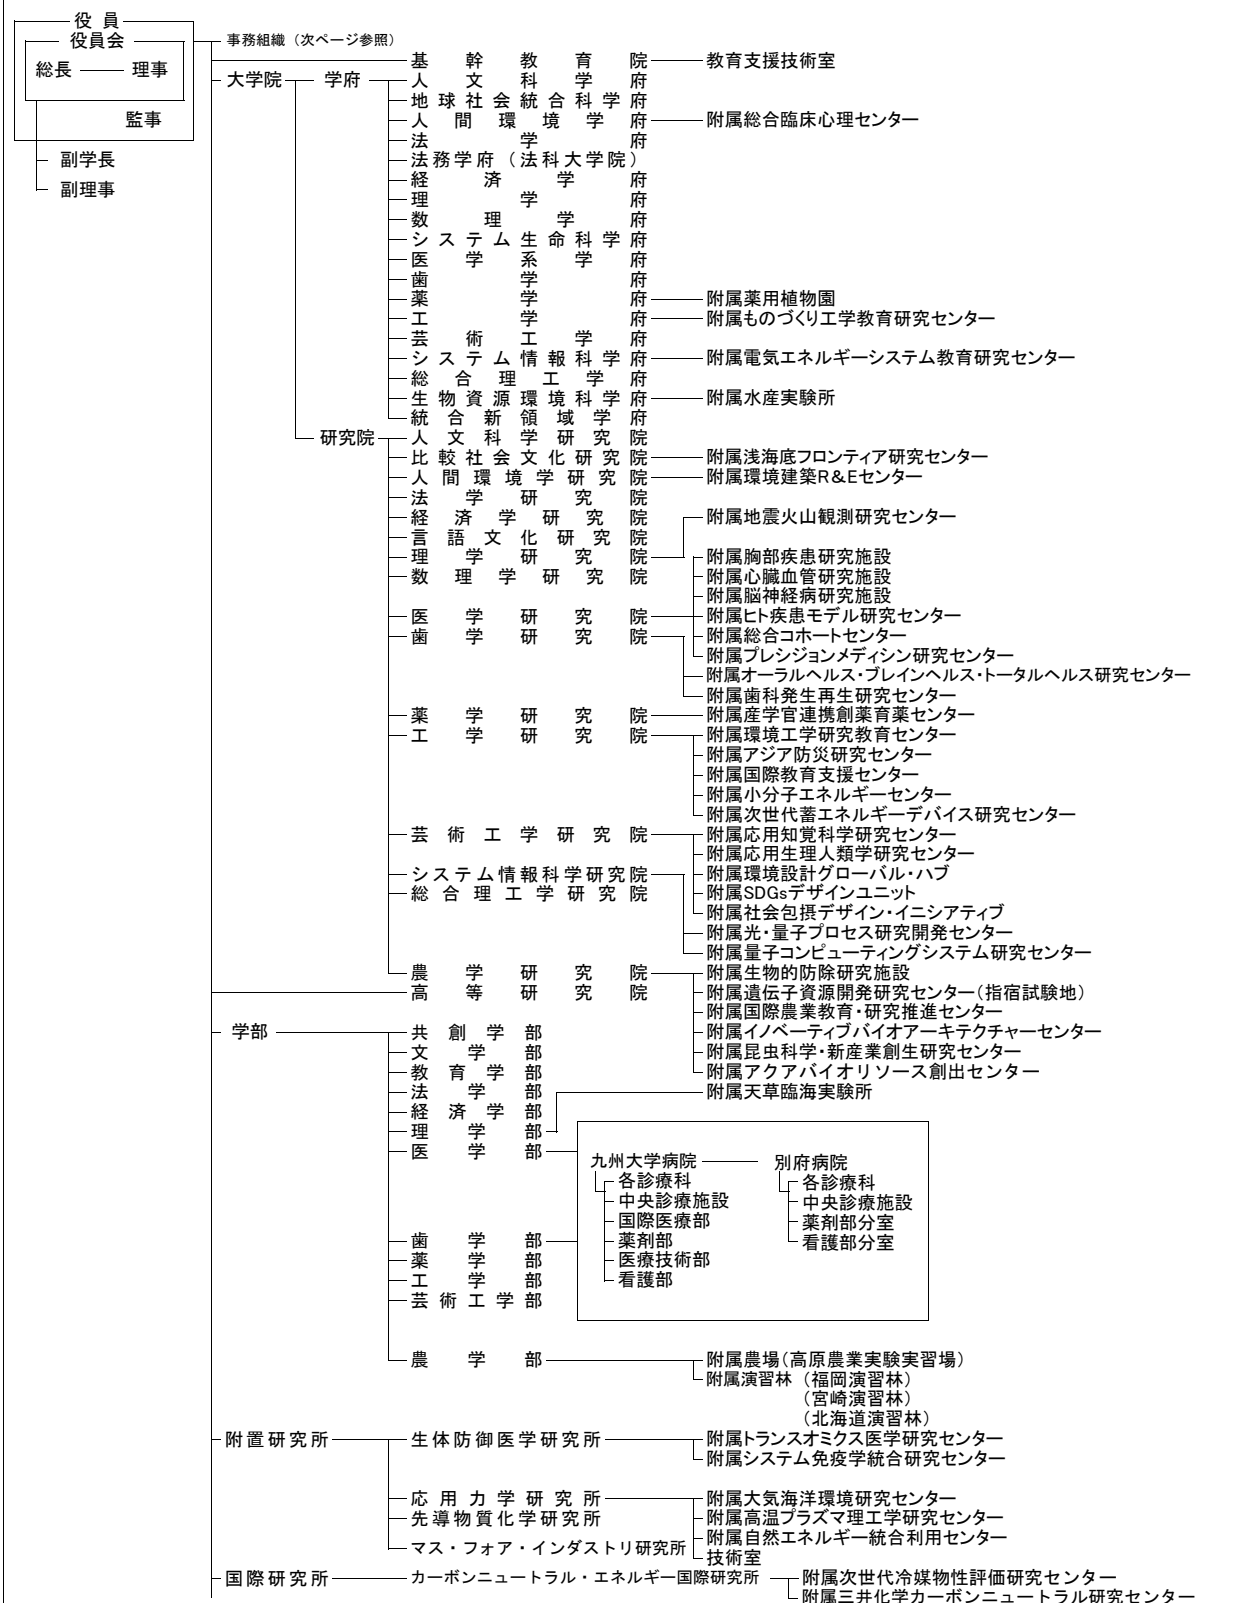 役員
役員会
総長 理事
監事
副学長
副理事
事務組織（次ページ参照）
基幹教育院 教育支援技術室
大学院 学府 人文科学府
地球社会統合科学府
人間環境学府 附属総合臨床心理センター
法学府
法務学府（法科大学院）
経済学府
理学府
数理学府
システム生命科学府
医学系学府
歯学府
薬学府 附属薬用植物園
工学府 附属ものづくり工学教育研究センター
芸術工学府
システム情報科学府 附属電気エネルギーシステム教育研究センター
総合理工学府
生物資源環境科学府 附属水産実験所
統合新領域学府
研究院 人文科学研究院
比較社会文化研究院 附属浅海底フロンティア研究センター
人間環境学研究院 附属環境建築R＆Eセンター
法学研究院
経済学研究院 附属地震火山観測研究センター
言語文化研究院
理学研究院 附属胸部疾患研究施設
数理学研究院 附属心臓血管研究施設
附属脳神経病研究施設
医学研究院 附属ヒト疾患モデル研究センター
歯学研究院 附属総合コホートセンター
附属プレシジョンメディシン研究センター
附属オーラルヘルス・ブレインヘルス・トータルヘルス研究センター
附属歯科発生再生研究センター
薬学研究院 附属産学官連携創薬育薬センター
工学研究院 附属環境工学研究教育センター
附属アジア防災研究センター
附属国際教育支援センター
附属小分子エネルギーセンター
附属次世代蓄エネルギーデバイス研究センター
芸術工学研究院 附属応用知覚科学研究センター
附属応用生理人類学研究センター
システム情報科学研究院 附属環境設計グローバル・ハブ
総合理工学研究院 附属SDGsデザインユニット
附属社会包摂デザイン・イニシアティブ
附属光・量子プロセス研究開発センター
附属量子コンピューティングシステム研究センター
農学研究院 附属生物的防除研究施設
高等研究院 附属遺伝子資源開発研究センター（指宿試験地）
附属国際農業教育・研究推進センター
学部 共創学部 附属イノベーティブバイオアーキテクチャーセンター
文学部 附属昆虫科学・新産業創生研究センター
教育学部 附属アクアバイオリソース創出センター
法学部 附属天草臨海実験所
経済学部
理学部
医学部
九州大学病院 別府病院
各診療科 各診療科
中央診療施設 中央診療施設
国際医療部 薬剤部分室
歯学部 薬剤部 看護部分室
薬学部 医療技術部
工学部 看護部
芸術工学部
農学部 附属農場（高原農業実験実習場）
附属演習林（福岡演習林）
（宮崎演習林）
（北海道演習林）
附置研究所 生体防御医学研究所 附属トランスオミクス医学研究センター
附属システム免疫学統合研究センター
応用力学研究所 附属大気海洋環境研究センター
先導物質化学研究所 附属高温プラズマ理工学研究センター
附属自然エネルギー統合利用センター
マス・フォア・インダストリ研究所 技術室
国際研究所 カーボンニュートラル・エネルギー国際研究所 附属次世代冷媒物性評価研究センター
附属三井化学カーボンニュートラル研究センター